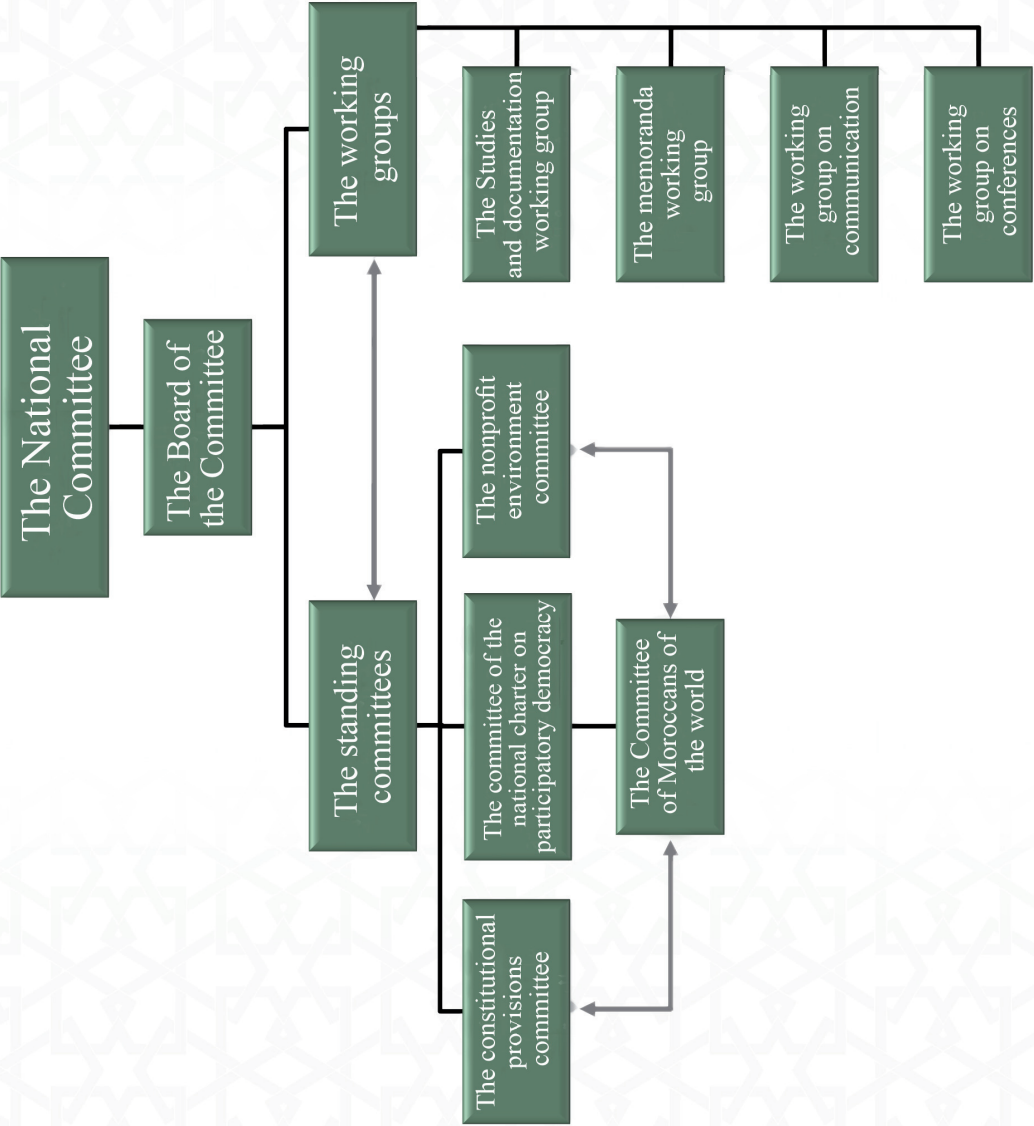 The National
Committee
The Board of
the Committee
The standing
committees
The working
groups
The constitutional
provisions
committee
The committee of the
national charter on
participatory democracy
The nonprofit
environment
committee
The Committee
of Moroccans of
the world
The Studies
and documentation
working group
The memoranda
working
group
The working
group on
communication
The working
group on
conferences